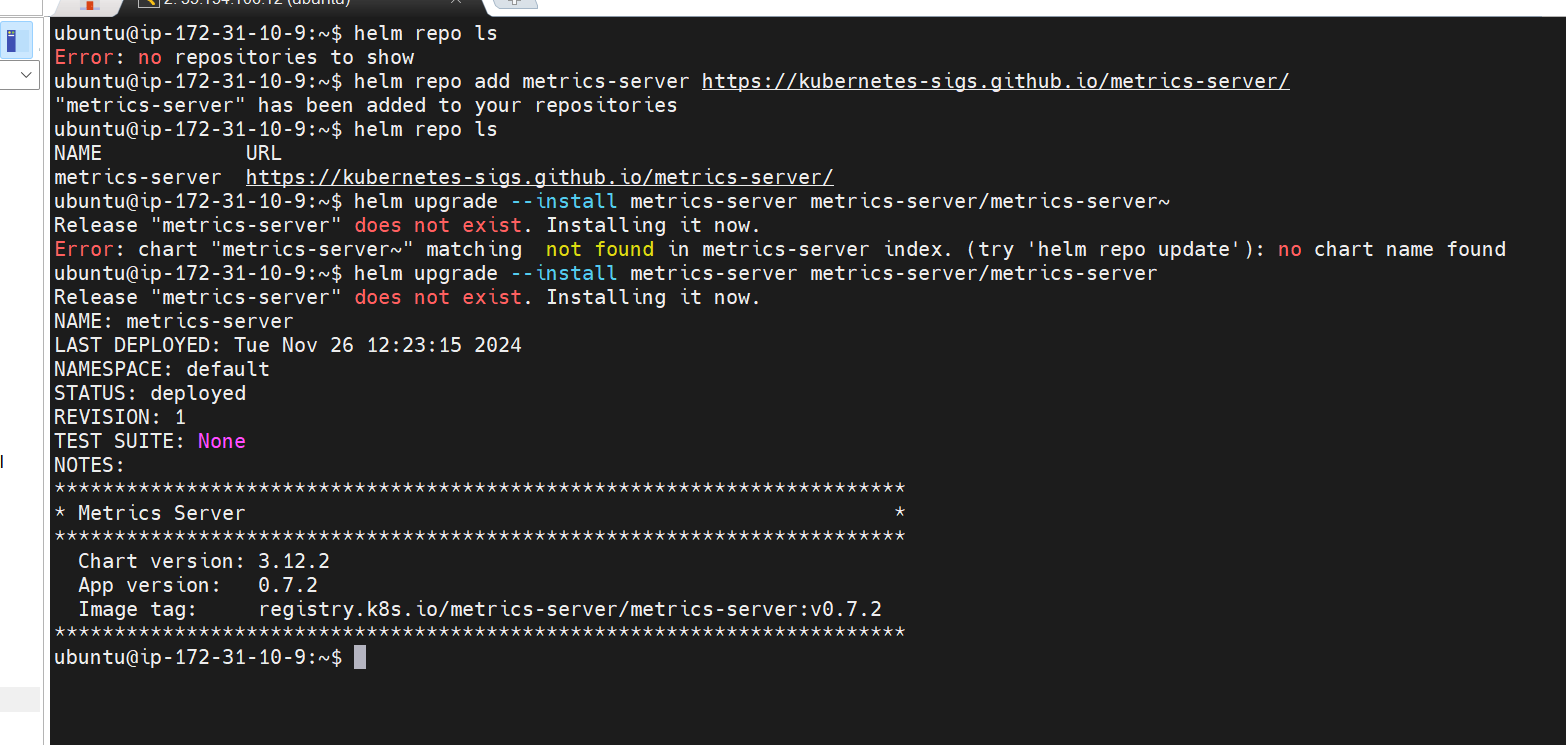 ubuntu@ip-172-31-10-9:~$ helm repo ls
Error: no repositories to show
ubuntu@ip-172-31-10-9:~$ helm repo add metrics-server https://kubernetes-sigs.github.io/metrics-server/
"metrics-server" has been added to your repositories
ubuntu@ip-172-31-10-9:~$ helm repo ls
NAME            URL
metrics-server  https://kubernetes-sigs.github.io/metrics-server/
ubuntu@ip-172-31-10-9:~$ helm upgrade --install metrics-server metrics-server/metrics-server~
Release "metrics-server" does not exist. Installing it now.
Error: chart "metrics-server~" matching  not found in metrics-server index. (try 'helm repo update'): no chart name found
ubuntu@ip-172-31-10-9:~$ helm upgrade --install metrics-server metrics-server/metrics-server
Release "metrics-server" does not exist. Installing it now.
NAME: metrics-server
LAST DEPLOYED: Tue Nov 26 12:23:15 2024
NAMESPACE: default
STATUS: deployed
REVISION: 1
TEST SUITE: None
NOTES:
***********************************************************************
* Metrics Server                                                      *
***********************************************************************
  Chart version: 3.12.2
  App version:   0.7.2
  Image tag:     registry.k8s.io/metrics-server/metrics-server:v0.7.2
***********************************************************************
ubuntu@ip-172-31-10-9:~$